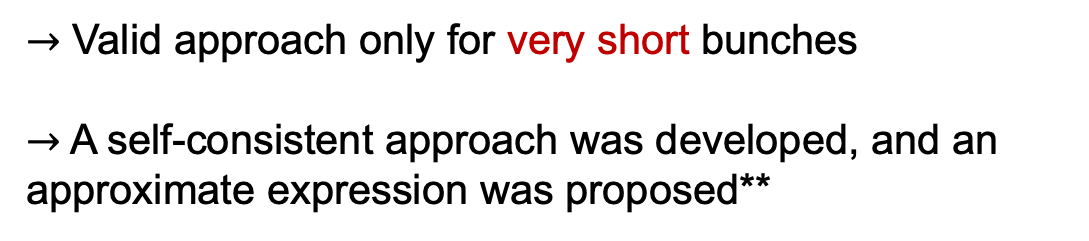 → Valid approach only for very short bunches
→ A self-consistent approach was developed, and an
approximate expression was proposed**